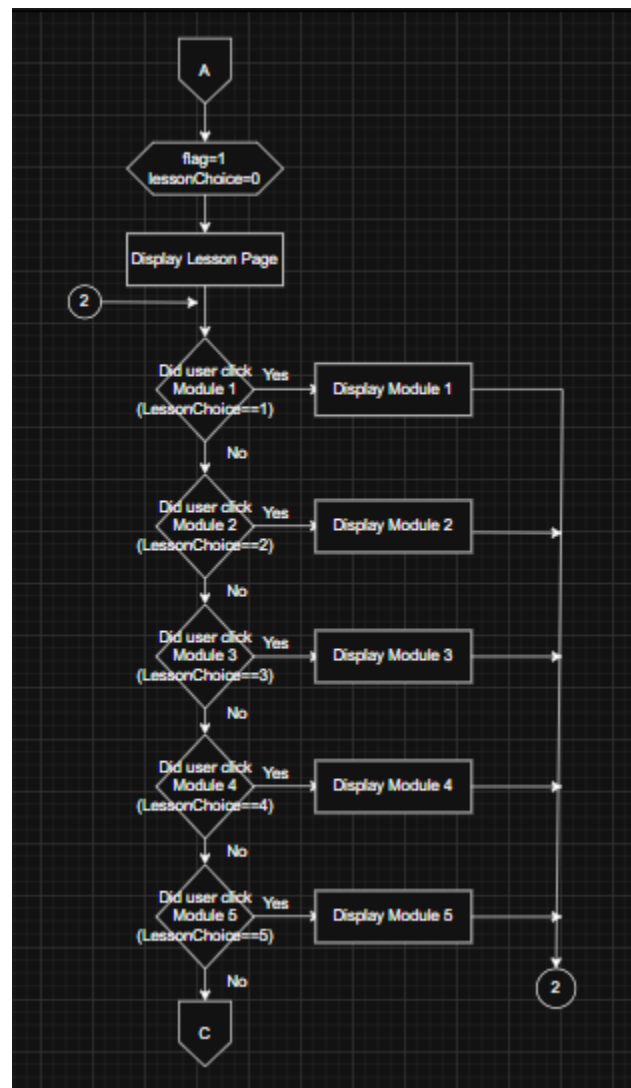 A
flag=1
lessonChoice=0
Display Lesson Page
2
Did user click
Module 1
(LessonChoice==1)
Yes
Display Module 1
No
Did user click
Module 2
(LessonChoice==2)
Yes
Display Module 2
No
Did user click
Module 3
(LessonChoice==3)
Yes
Display Module 3
No
Did user click
Module 4
(LessonChoice==4)
Yes
Display Module 4
No
Did user click
Module 5
(LessonChoice==5)
Yes
Display Module 5
No
2
C